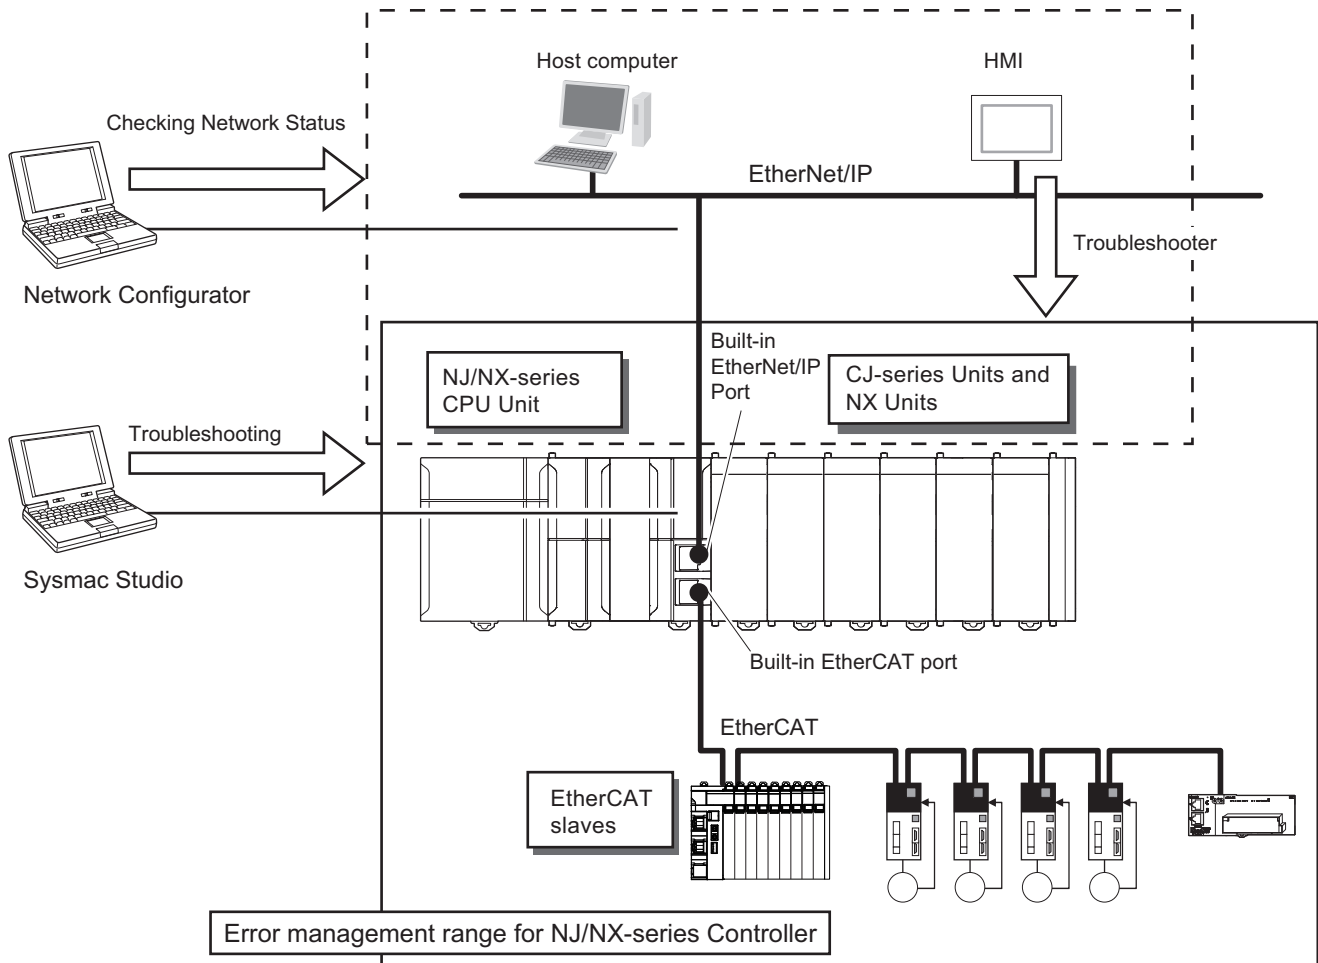 Host computer
HMI
Checking Network Status
EtherNet/IP
Troubleshooter
Network Configurator
Built-in
EtherNet/IP
Port
NJ/NX-series
CPU Unit
CJ-series Units and
NX Units
Troubleshooting
Sysmac Studio
Built-in EtherCAT port
EtherCAT
EtherCAT
slaves
Error management range for NJ/NX-series Controller